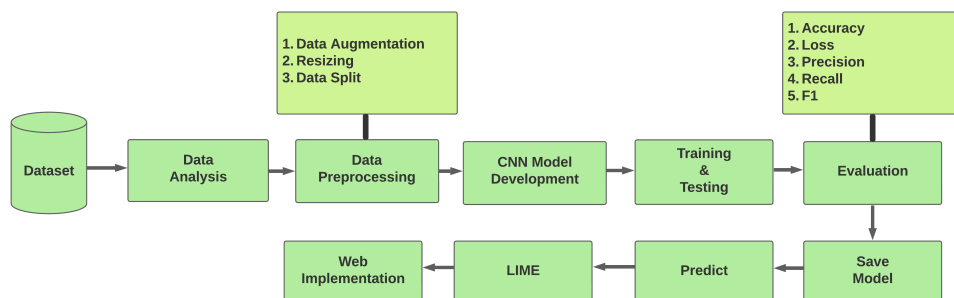 1. Data Augmentation
2. Resizing
3. Data Split
1. Accuracy
2. Loss
3. Precision
4. Recall
5. F1
Dataset
Data
Analysis
Data
Preprocessing
CNN Model
Development
Training
&
Testing
Evaluation
Web
Implementation
LIME
Predict
Save
Model